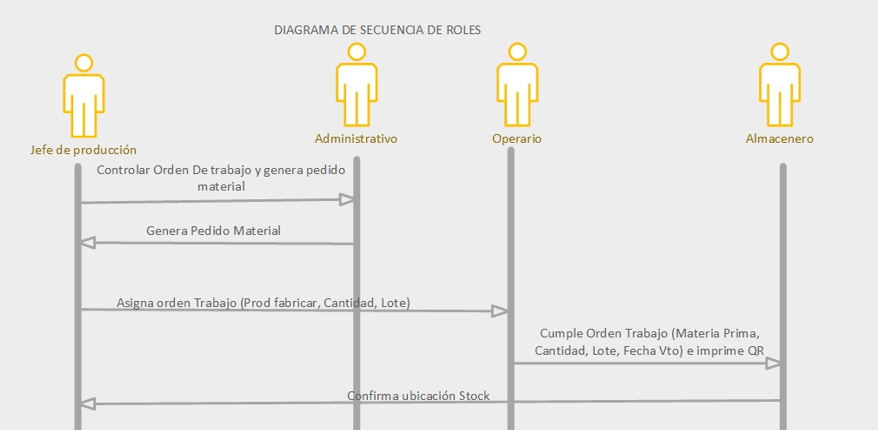 DIAGRAMA DE SECUENCIA DE ROLES
Jefe de producción
Administrativo
Operario
Almacenero
Controlar Orden De trabajo y genera pedido
material
Genera Pedido Material
Asigna orden Trabajo (Prod fabricar, Cantidad, Lote)
Cumple Orden Trabajo (Materia Prima,
Cantidad, Lote, Fecha Vto) e imprime QR
Confirma ubicación Stock